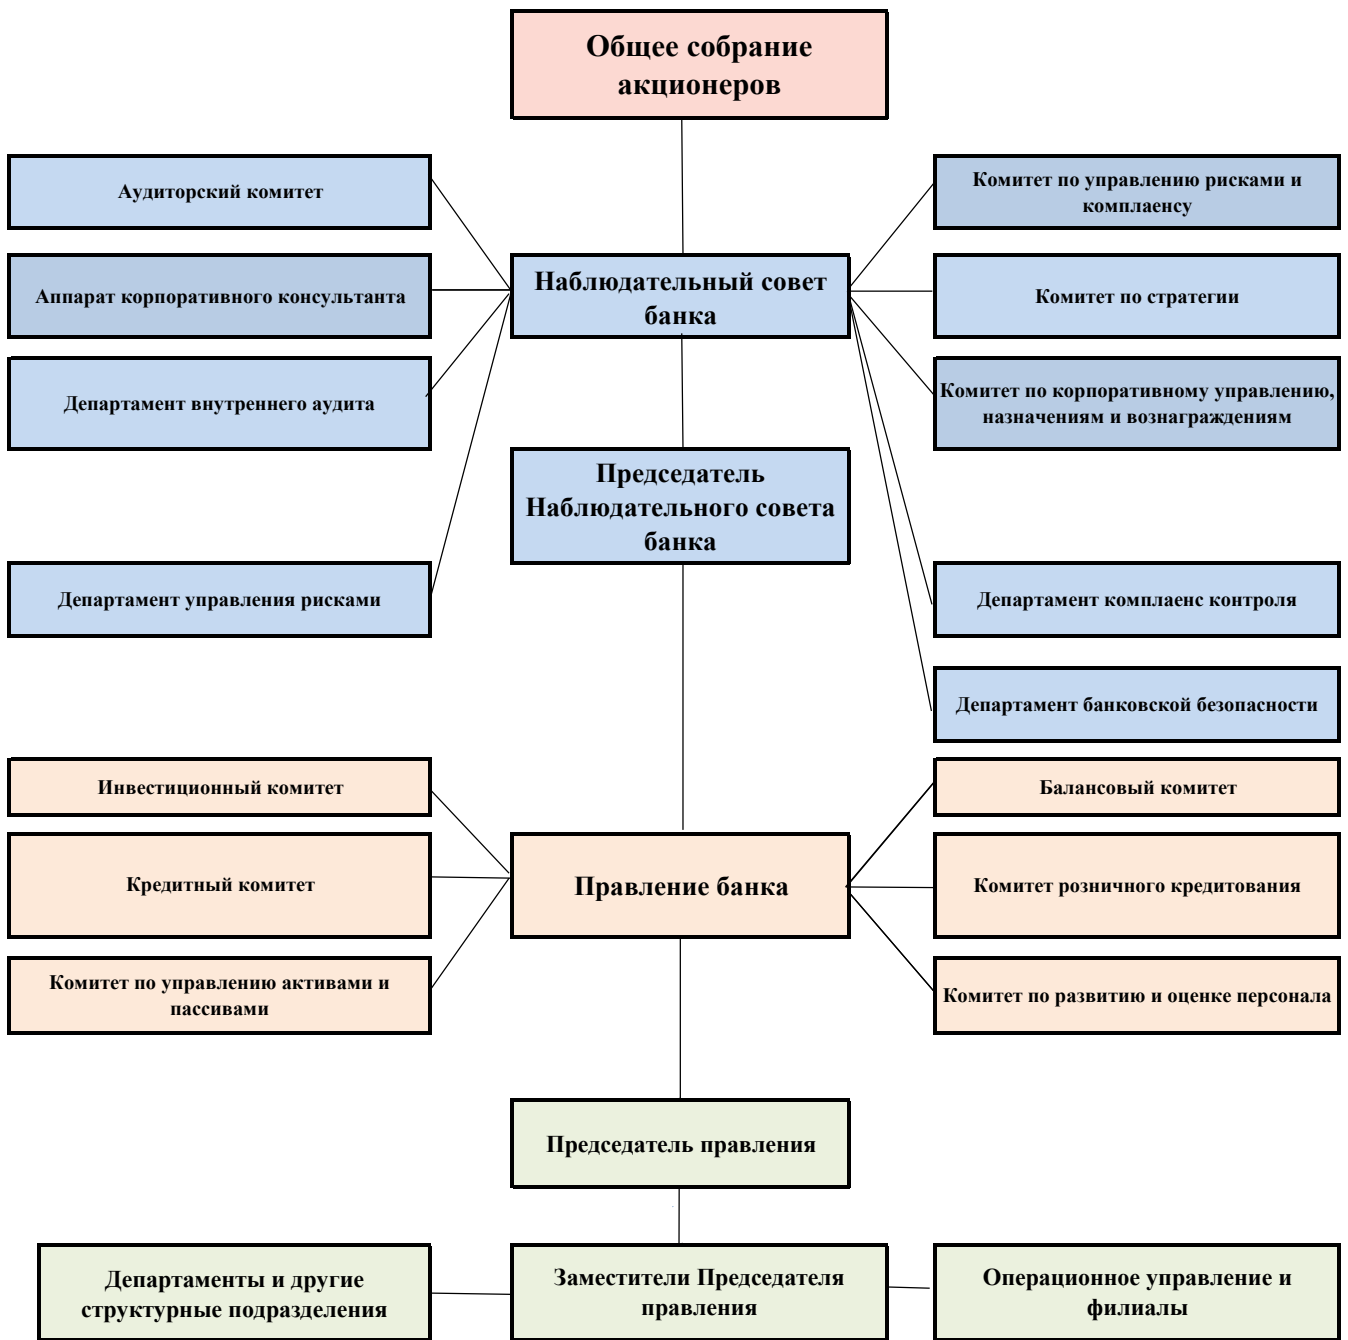 Общее собрание
акционеров
Аудиторский комитет
Комитет по управлению рисками и
комплаенсу
Аппарат корпоративного консультанта
Наблюдательный совет
банка
Комитет по стратегии
Департамент внутреннего аудита
Комитет по корпоративному управлению,
назначениям и вознаграждениям
Председатель
Наблюдательного совета
банка
Департамент управления рисками
Департамент комплаенс контроля
Департамент банковской безопасности
Инвестиционный комитет
Балансовый комитет
Кредитный комитет
Правление банка
Комитет розничного кредитования
Комитет по управлению активами и
пассивами
Комитет по развитию и оценке персонала
Председатель правления
Департаменты и другие
структурные подразделения
Заместители Председателя
правления
Операционное управление и
филиалы